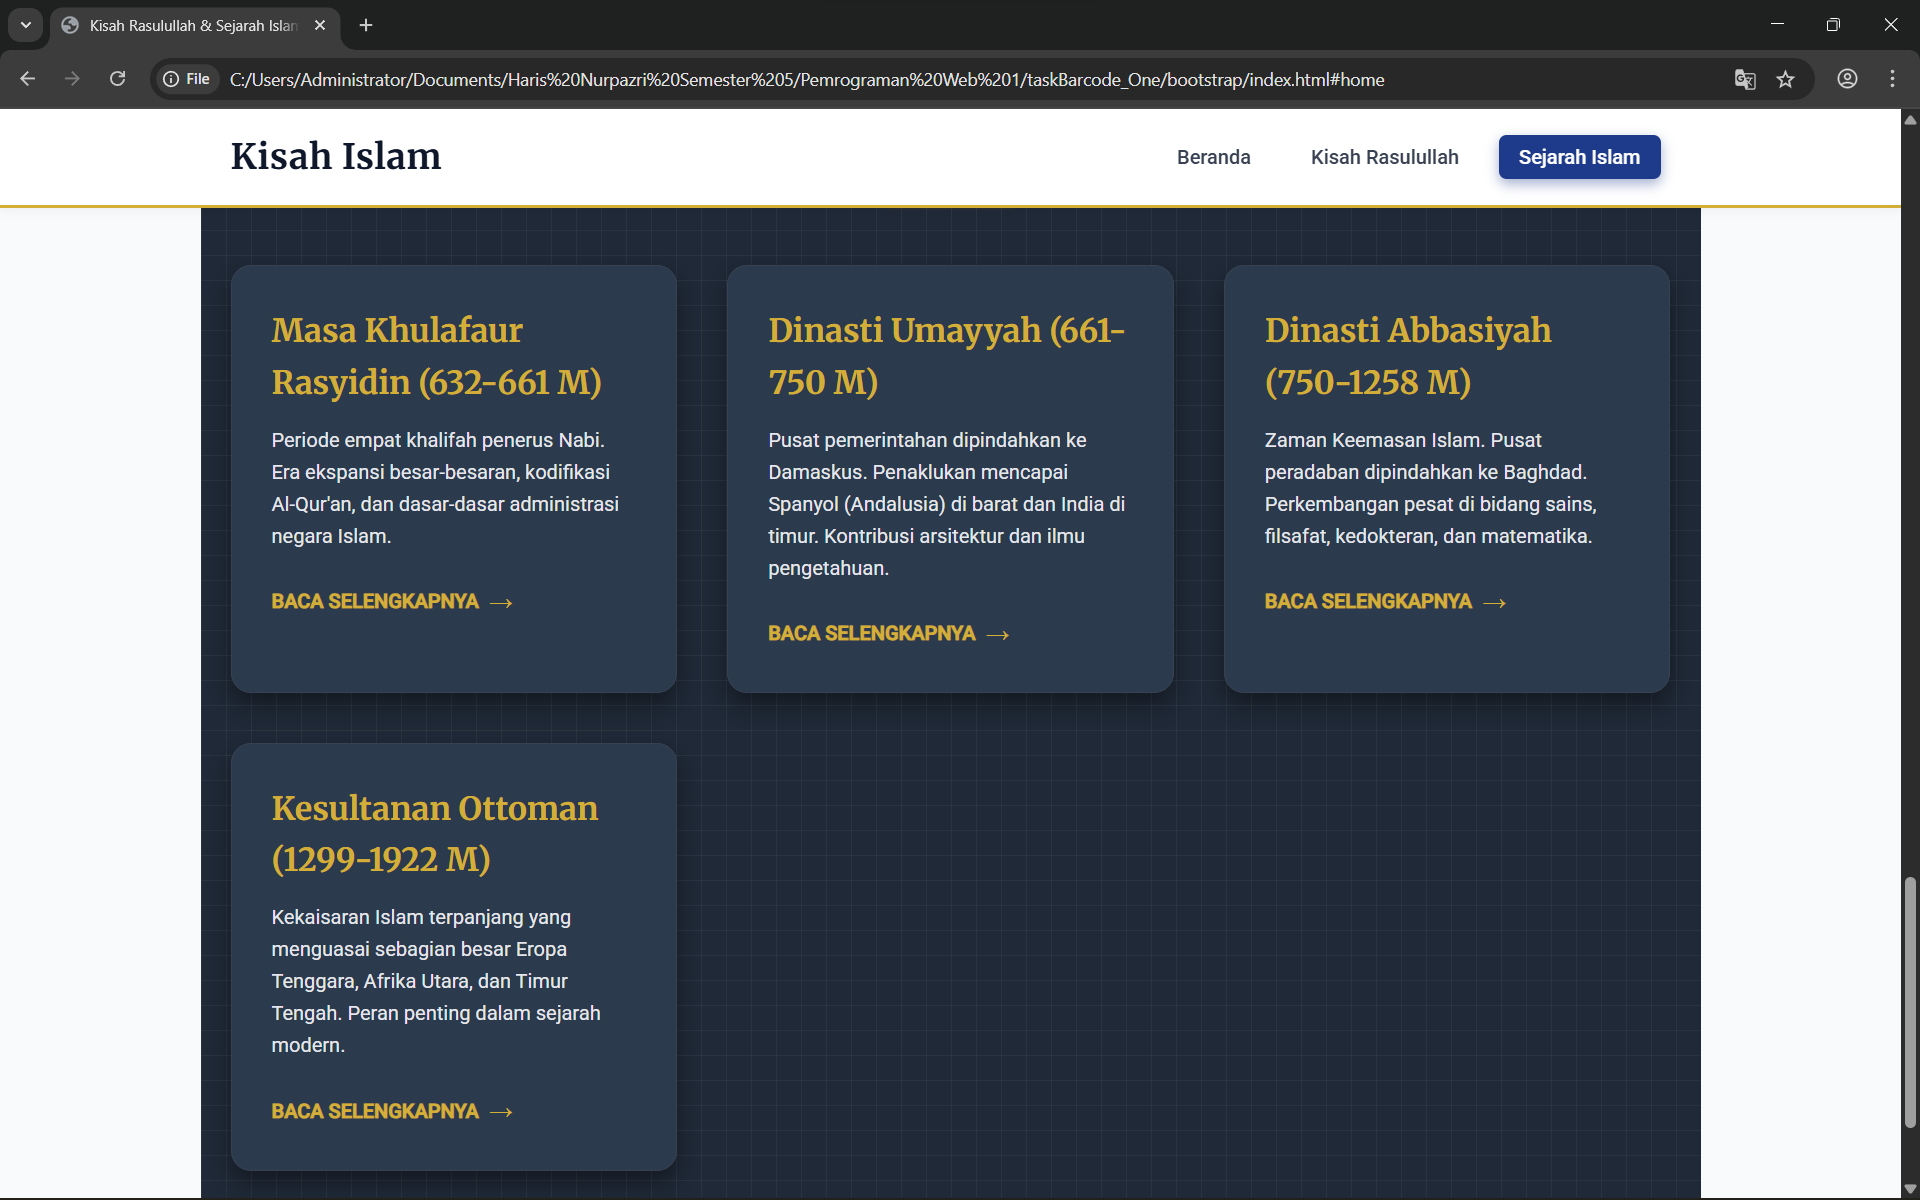 Kisah Rasulullah & Sejarah Islam
File
C:/Users/Administrator/Documents/Haris%20Nurpazri%20Semester%205/Pemrograman%20Web%201/taskBarcode_One/bootstrap/index.html#home
Kisah Islam
Beranda
Kisah Rasulullah
Sejarah Islam
Masa Khulafaur
Rasyidin (632-661 M)
Periode empat khalifah penerus Nabi.
Era ekspansi besar-besaran, kodifikasi
Al-Qur'an, dan dasar-dasar administrasi
negara Islam.
BACA SELENGKAPNYA →
Dinasti Umayyah (661-
750 M)
Pusat pemerintahan dipindahkan ke
Damaskus. Penaklukan mencapai
Spanyol (Andalusia) di barat dan India di
timur. Kontribusi arsitektur dan ilmu
pengetahuan.
BACA SELENGKAPNYA →
Dinasti Abbasiyah
(750-1258 M)
Zaman Keemasan Islam. Pusat
peradaban dipindahkan ke Baghdad.
Perkembangan pesat di bidang sains,
filsafat, kedokteran, dan matematika.
BACA SELENGKAPNYA →
Kesultanan Ottoman
(1299-1922 M)
Kekaisaran Islam terpanjang yang
menguasai sebagian besar Eropa
Tenggara, Afrika Utara, dan Timur
Tengah. Peran penting dalam sejarah
modern.
BACA SELENGKAPNYA →